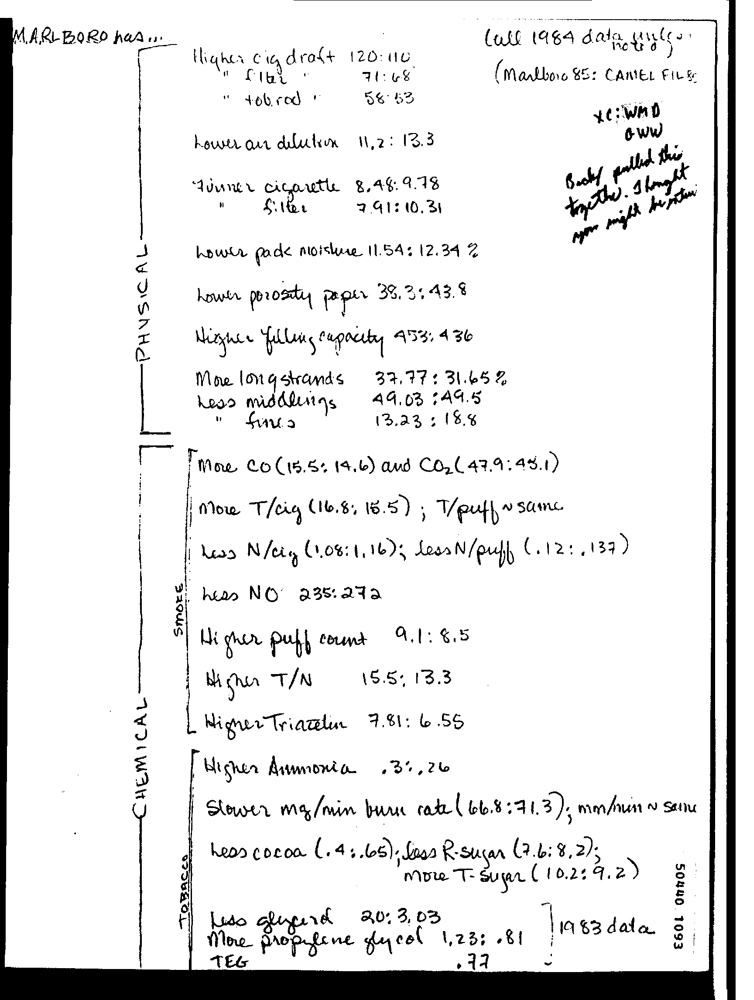 MARLBORO has...
(all 1984 data unless noted)
(Marlboro 85: CAMEL FILTER
XC: WMD
GWW
Becky pulled this
together. I thought
you might be
PHYSICAL
Higher cig draft 120:110
" filter " 71:68
" tob. rod " 58:53
Lower air dilution 11.2: 13.3
Firmer cigarette 8.48:9.78
" filter 7.91:10.31
Lower pack moisture 11.54: 12.34 %
Lower porosity paper 38.3:43.8
Higher filling capacity 453:436
More long strands 37.77:31.65%
Less middlings 49.03:49.5
" fines 13.23:18.8
CHEMICAL
SMOKE
More CO (15.5: 14.6) and CO2 (47.9:45.1)
More T/cig (16.8: 15.5); T/puff ~ same
Less N/cig (1.08:1.16); less N/puff (.12:.137)
Less NO 235:272
Higher puff count 9.1:8.5
Higher T/N 15.5:13.3
Higher Triacetin 7.81:6.55
TOBACCO
Higher Ammonia .3:.26
Slower mg/min burn rate (66.8:71.3); mm/min ~ same
Less cocoa (.4:.65); less R-sugar (7.6:8.2);
more T-sugar (10.2:9.2)
Less glycerol 20:3.03
More propylene glycol 1.23: .81
TEG .77
1983 data
50440 1093